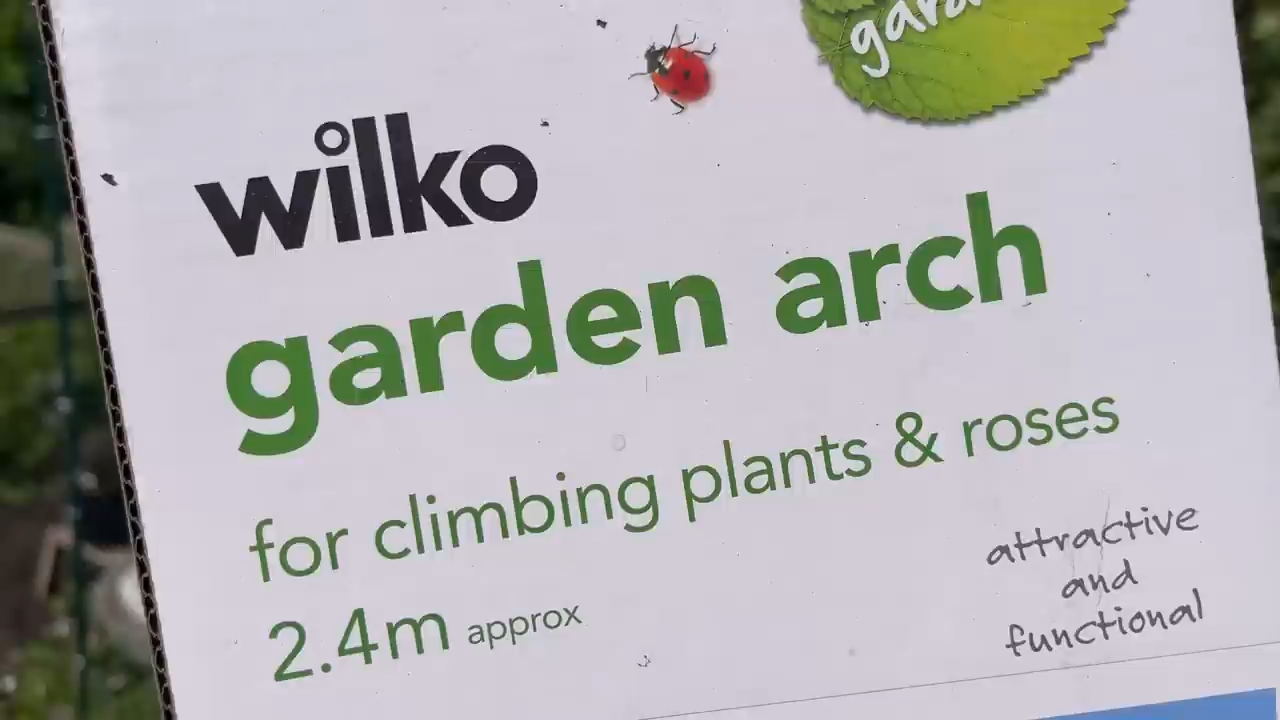 wilko
garden arch
for climbing plants & roses
2.4m approx
attractive
and
functional